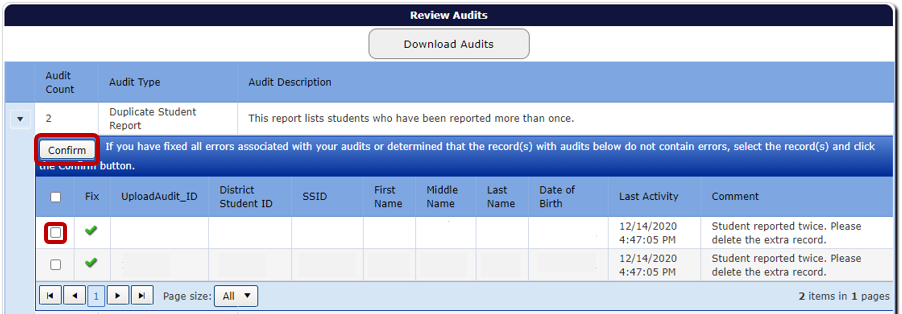 Review Audits
Download Audits
Audit
Count
Audit Type
Audit Description
2
Duplicate Student
Report
This report lists students who have been reported more than once.
Confirm
If you have fixed all errors associated with your audits or determined that the record(s) with audits below do not contain errors, select the record(s) and click
the Confirm button.
Fix
UploadAudit_ID
District
Student ID
SSID
First
Name
Middle
Name
Last
Name
Date of
Birth
Last Activity
Comment
12/14/2020
4:47:05 PM
Student reported twice. Please
delete the extra record.
12/14/2020
4:47:05 PM
Student reported twice. Please
delete the extra record.
1
Page size:
All
2 items in 1 pages